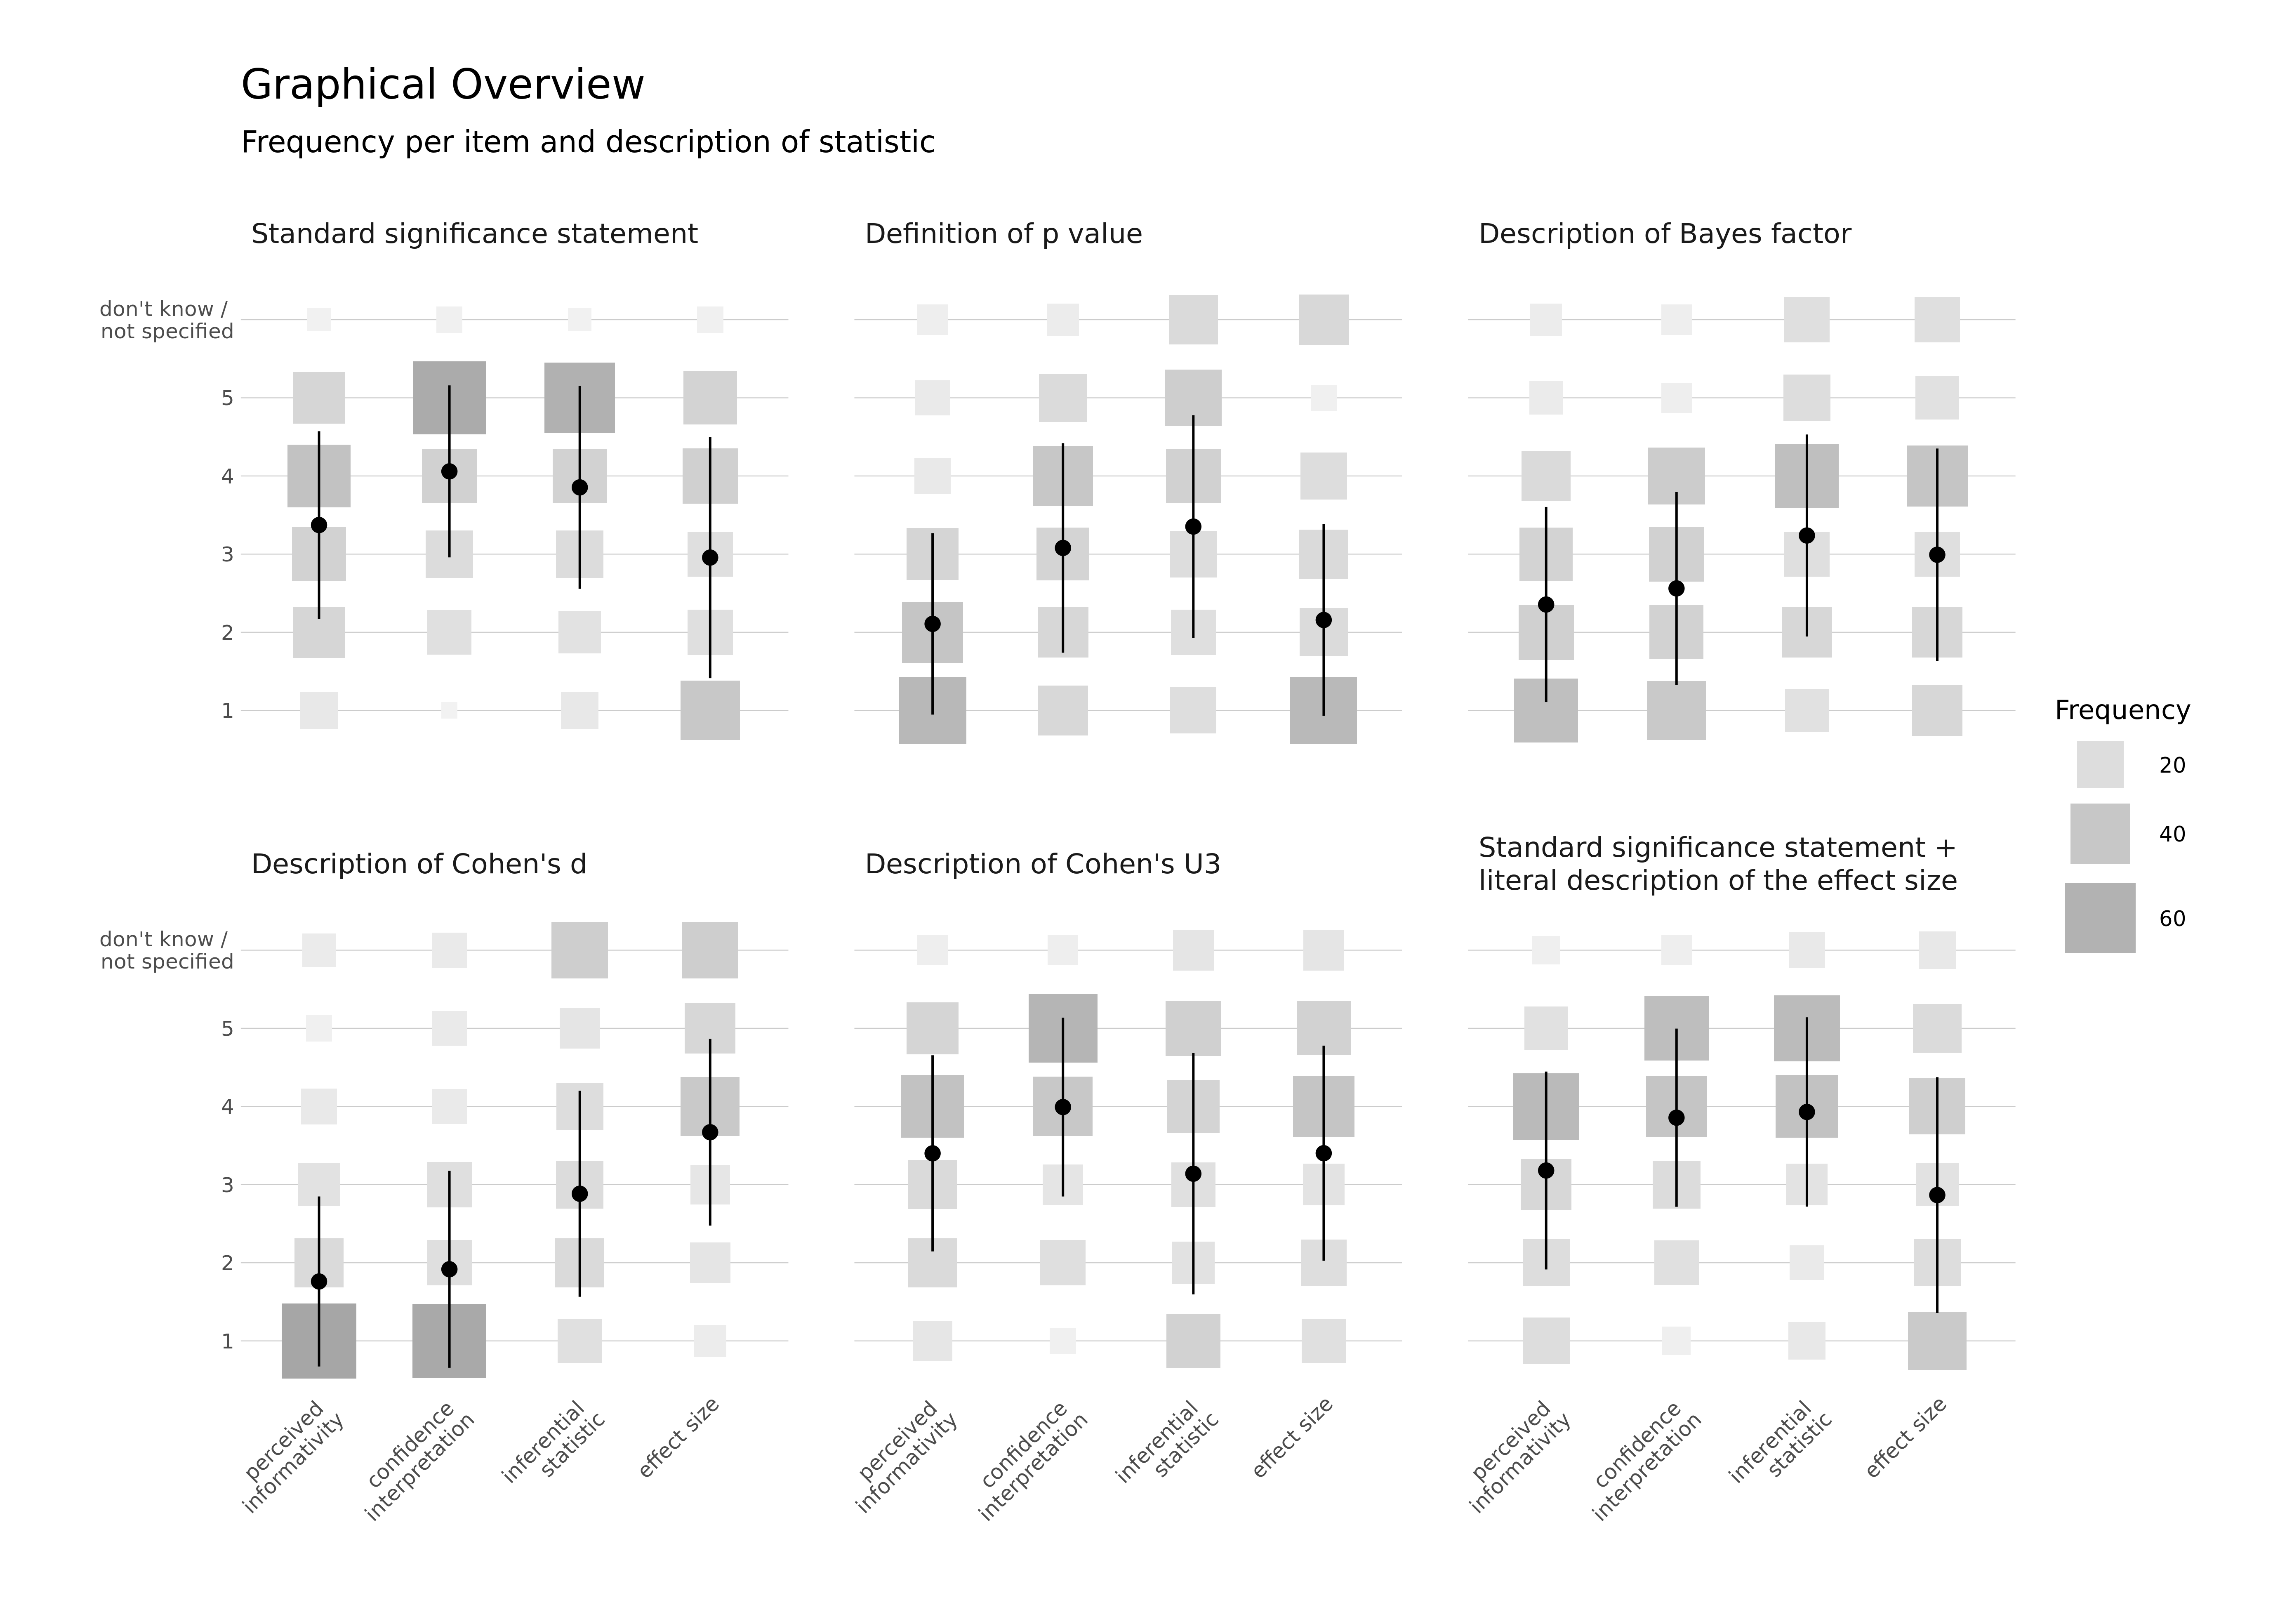 Graphical Overview
Frequency per item and description of statistic
Standard significance statement
Definition of p value
Description of Bayes factor
don't know /
not specified
5
4
3
2
1
Frequency
20
40
60
Description of Cohen's d
Description of Cohen's U3
Standard significance statement +
literal description of the effect size
don't know /
not specified
5
4
3
2
1
perceived
informativity
confidence
interpretation
inferential
statistic
effect size
perceived
informativity
confidence
interpretation
inferential
statistic
effect size
perceived
informativity
confidence
interpretation
inferential
statistic
effect size